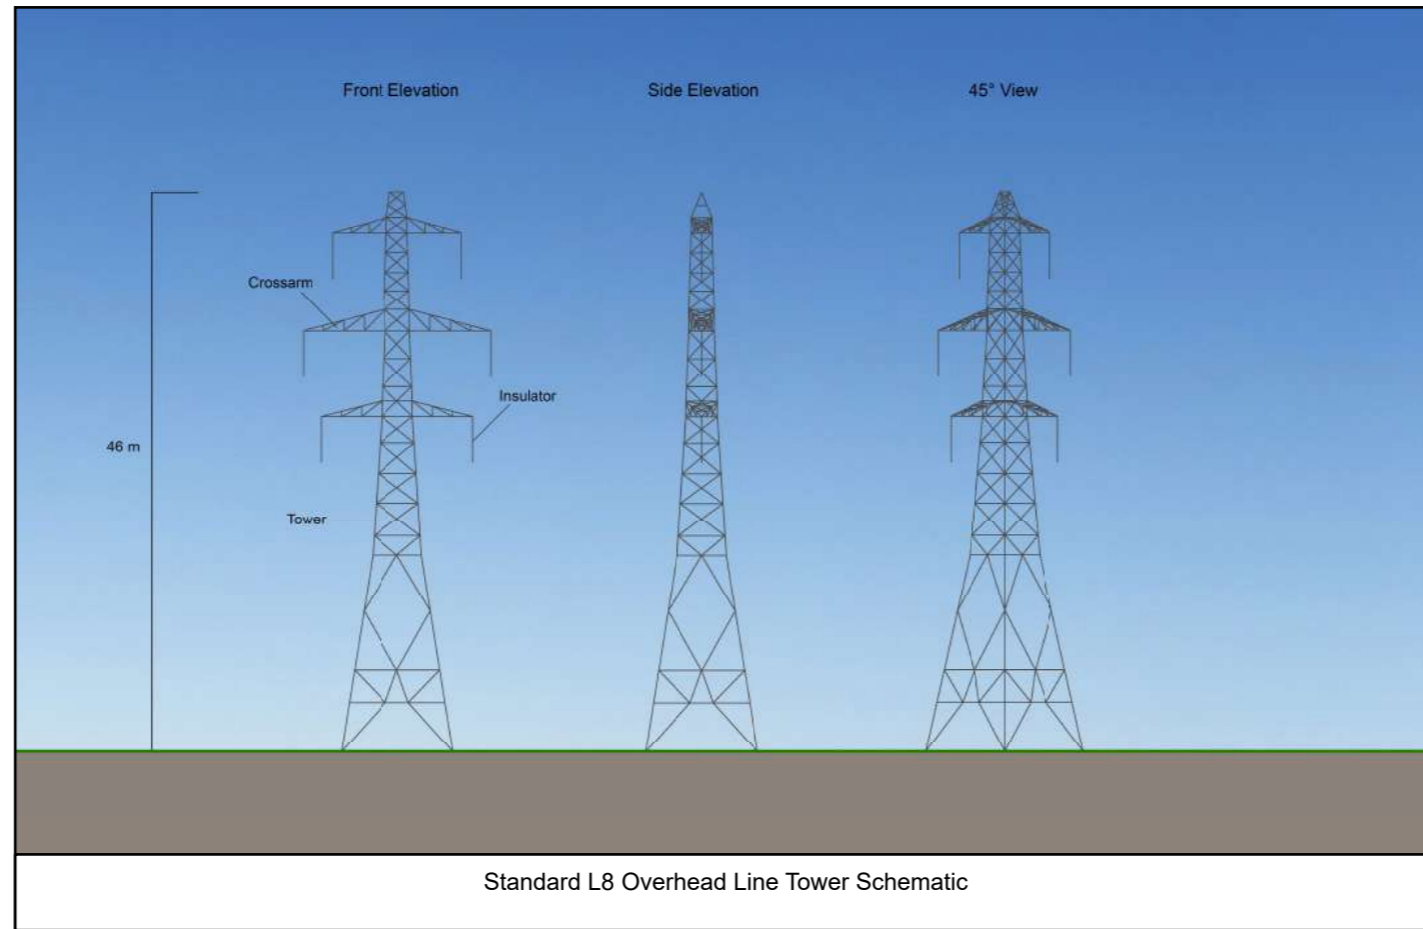 Front Elevation
Side Elevation
45° View
Crossarm
Insulator
46 m
Tower
Standard L8 Overhead Line Tower Schematic